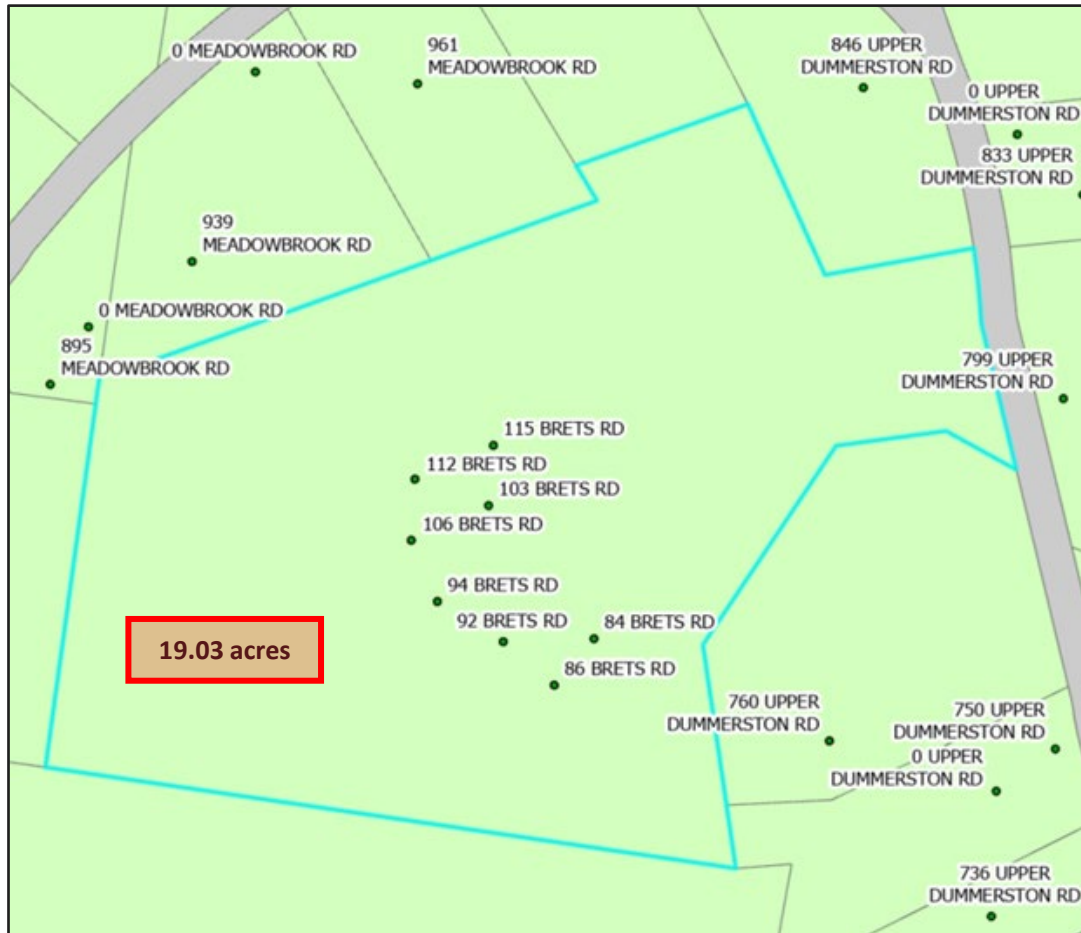 0 MEADOWBROOK RD
961
MEADOWBROOK RD
846 UPPER
DUMMERSTON RD
0 UPPER
DUMMERSTON RD
833 UPPER
DUMMERSTON RD
939
MEADOWBROOK RD
0 MEADOWBROOK RD
895
MEADOWBROOK RD
799 UPPER
DUMMERSTON RD
115 BRETS RD
112 BRETS RD
103 BRETS RD
106 BRETS RD
94 BRETS RD
92 BRETS RD
84 BRETS RD
86 BRETS RD
19.03 acres
760 UPPER
DUMMERSTON RD
750 UPPER
DUMMERSTON RD
0 UPPER
DUMMERSTON RD
736 UPPER
DUMMERSTON RD